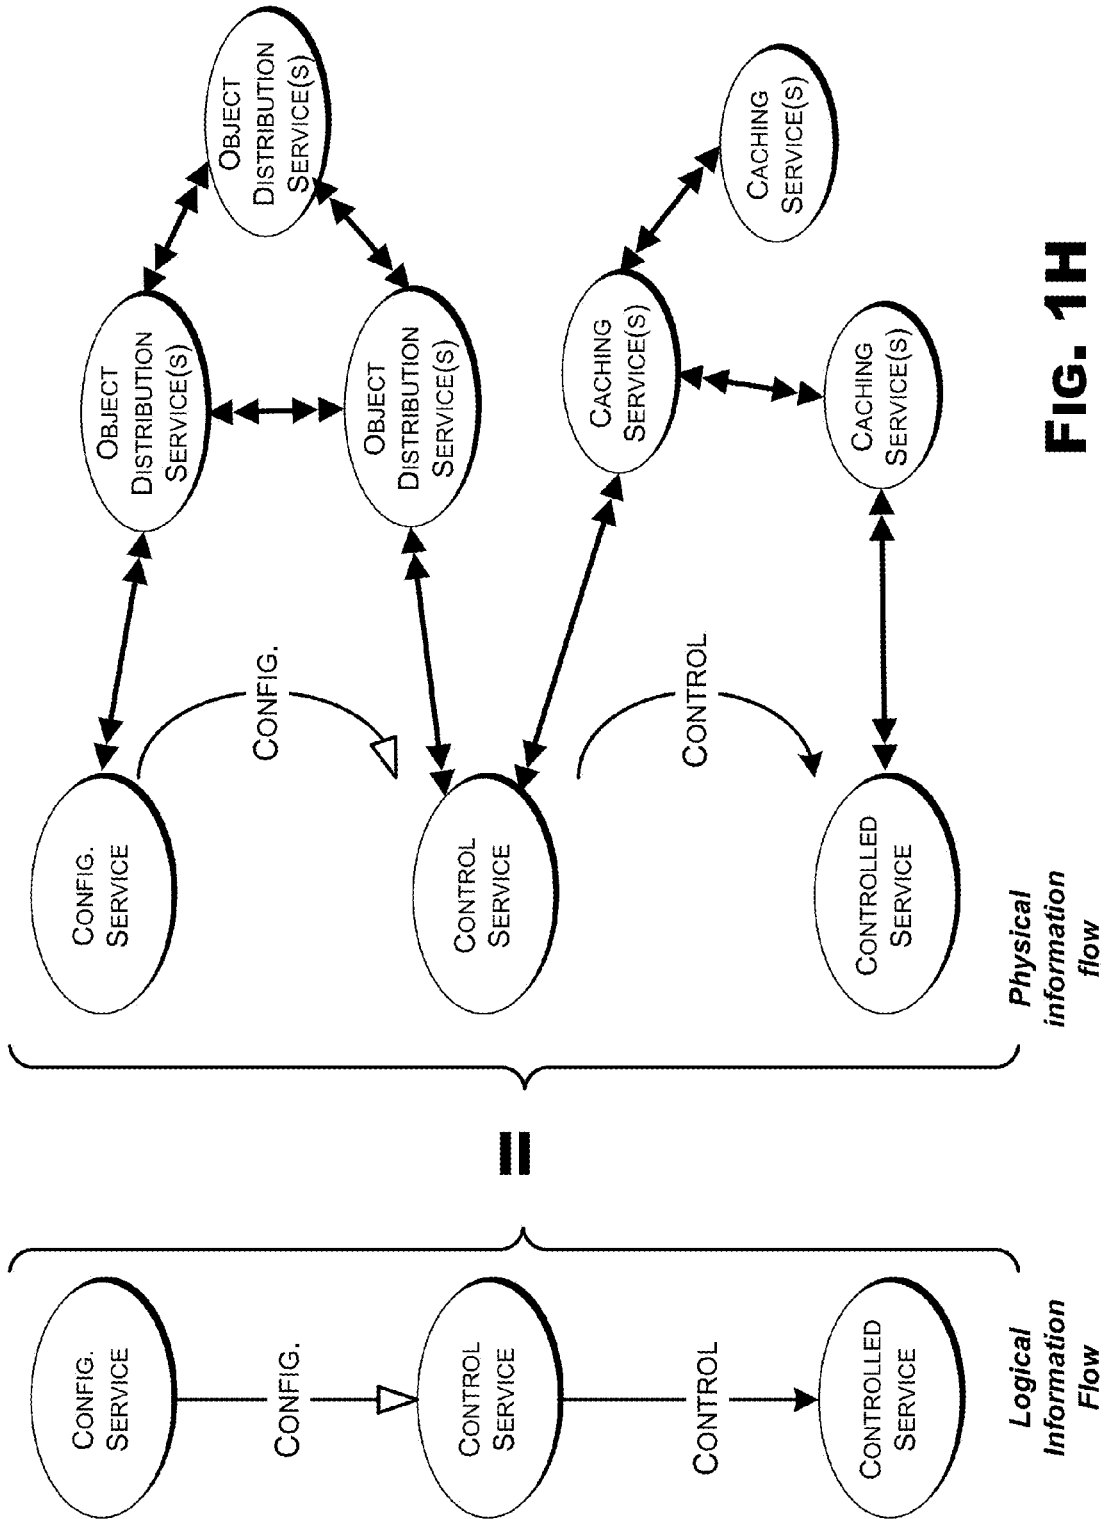 CONFIG.
SERVICE
CONFIG.
CONTROL
SERVICE
CONTROL
CONTROLLED
SERVICE
Logical
Information
Flow
=
CONFIG.
SERVICE
CONFIG.
CONTROL
SERVICE
CONTROL
CONTROLLED
SERVICE
Physical
information
flow
OBJECT
DISTRIBUTION
SERVICE(S)
OBJECT
DISTRIBUTION
SERVICE(S)
OBJECT
DISTRIBUTION
SERVICE(S)
CACHING
SERVICE(S)
CACHING
SERVICE(S)
CACHING
SERVICE(S)
FIG. 1H